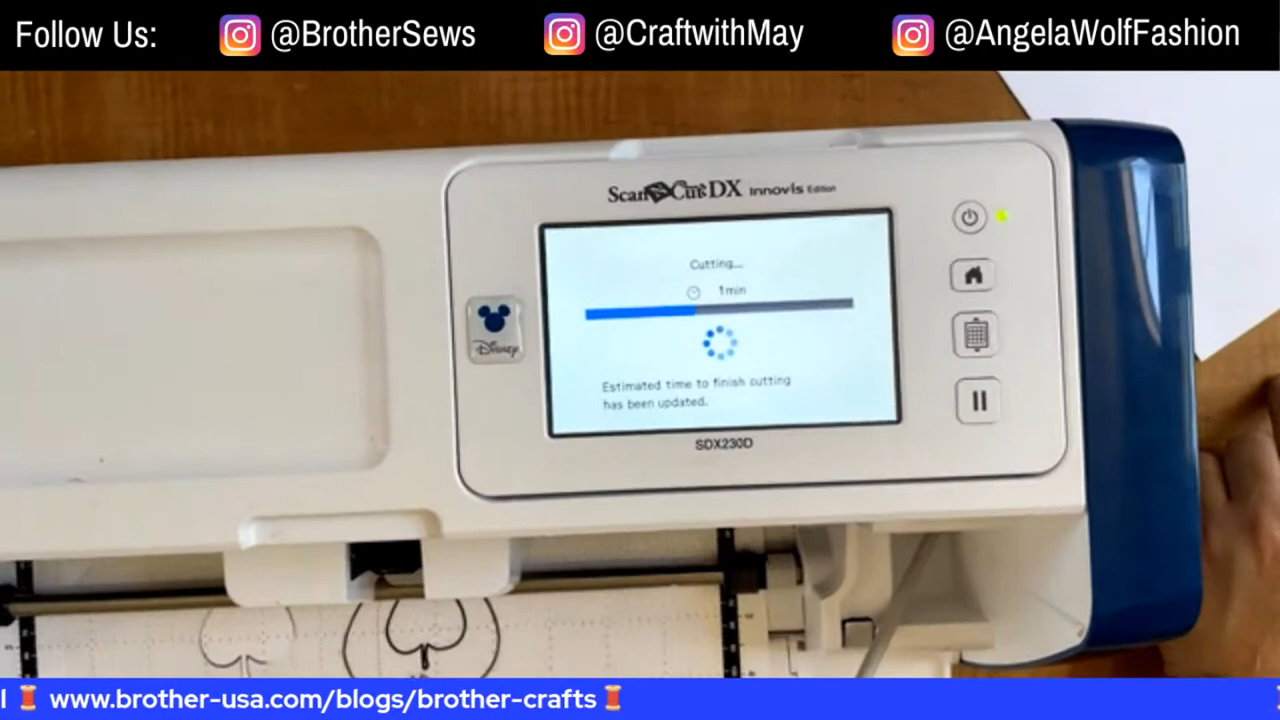 Follow Us: @BrotherSews @CraftwithMay @AngelaWolfFashion
ScanNCut DX Innov-ís Edition
Cutting...
1min
Disney
Estimated time to finish cutting
has been updated.
SDX230D
l www.brother-usa.com/blogs/brother-crafts